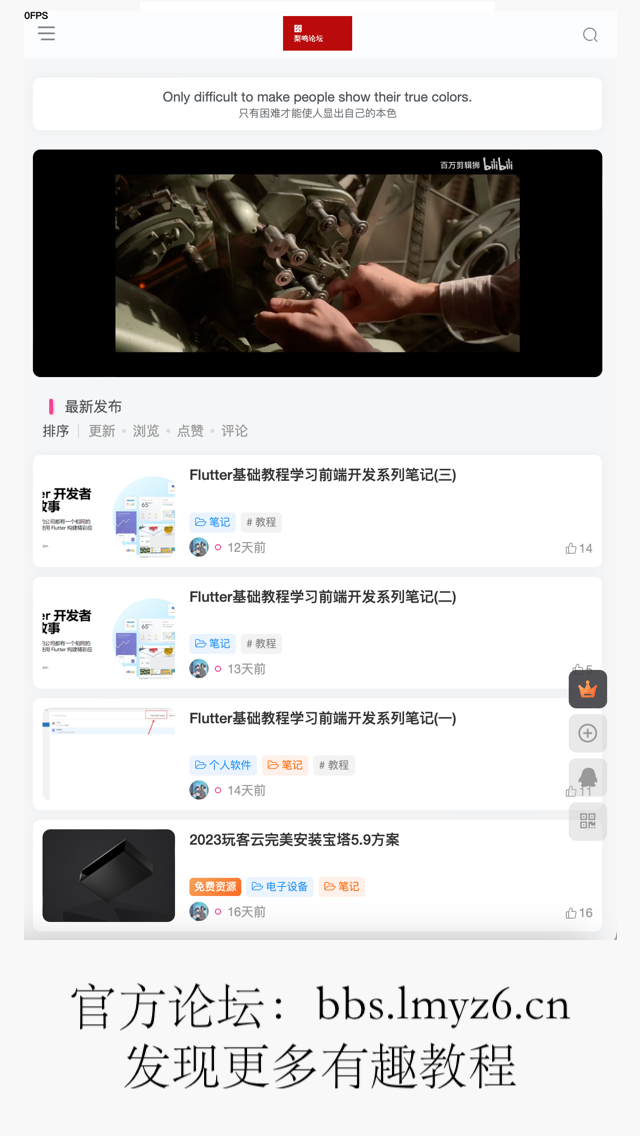 0FPS
梨鸣论坛
Only difficult to make people show their true colors.
只有困难才能使人显出自己的本色
百万剪辑狮 bilibili
最新发布
排序 更新 浏览 点赞 评论
Flutter基础教程学习前端开发系列笔记(三)
er 开发者
故事
笔记 # 教程
12天前 14
Flutter基础教程学习前端开发系列笔记(二)
er 开发者
故事
笔记 # 教程
13天前 5
Flutter基础教程学习前端开发系列笔记(一)
个人软件 笔记 # 教程
14天前 11
2023玩客云完美安装宝塔5.9方案
免费资源 电子设备 笔记
16天前 16
官方论坛：bbs.lmyz6.cn
发现更多有趣教程